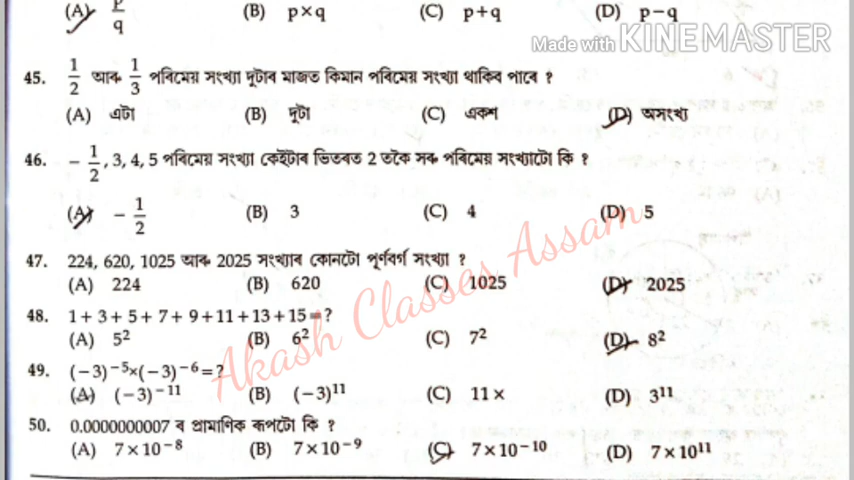 (A) p/q (B) p×q (C) p+q (D) p−q
Made with KINEMASTER
45. 1/2 আৰু 1/3 পৰিমেয় সংখ্যা দুটাৰ মাজত কিমান পৰিমেয় সংখ্যা থাকিব পাৰে ?
(A) এটা (B) দুটা (C) একশ (D) অসংখ্য
46. −1/2, 3, 4, 5 পৰিমেয় সংখ্যা কেইটাৰ ভিতৰত 2 তকৈ সৰু পৰিমেয় সংখ্যাটো কি ?
(A) −1/2 (B) 3 (C) 4 (D) 5
47. 224, 620, 1025 আৰু 2025 সংখ্যাৰ কোনটো পূৰ্ণবৰ্গ সংখ্যা ?
(A) 224 (B) 620 (C) 1025 (D) 2025
48. 1+3+5+7+9+11+13+15=?
(A) 5² (B) 6² (C) 7² (D) 8²
49. (−3)⁻⁵×(−3)⁻⁶=?
(A) (−3)⁻¹¹ (B) (−3)¹¹ (C) 11× (D) 3¹¹
50. 0.0000000007 ৰ প্ৰামাণিক ৰূপটো কি ?
(A) 7×10⁻⁸ (B) 7×10⁻⁹ (C) 7×10⁻¹⁰ (D) 7×10¹¹
Akash Classes Assam